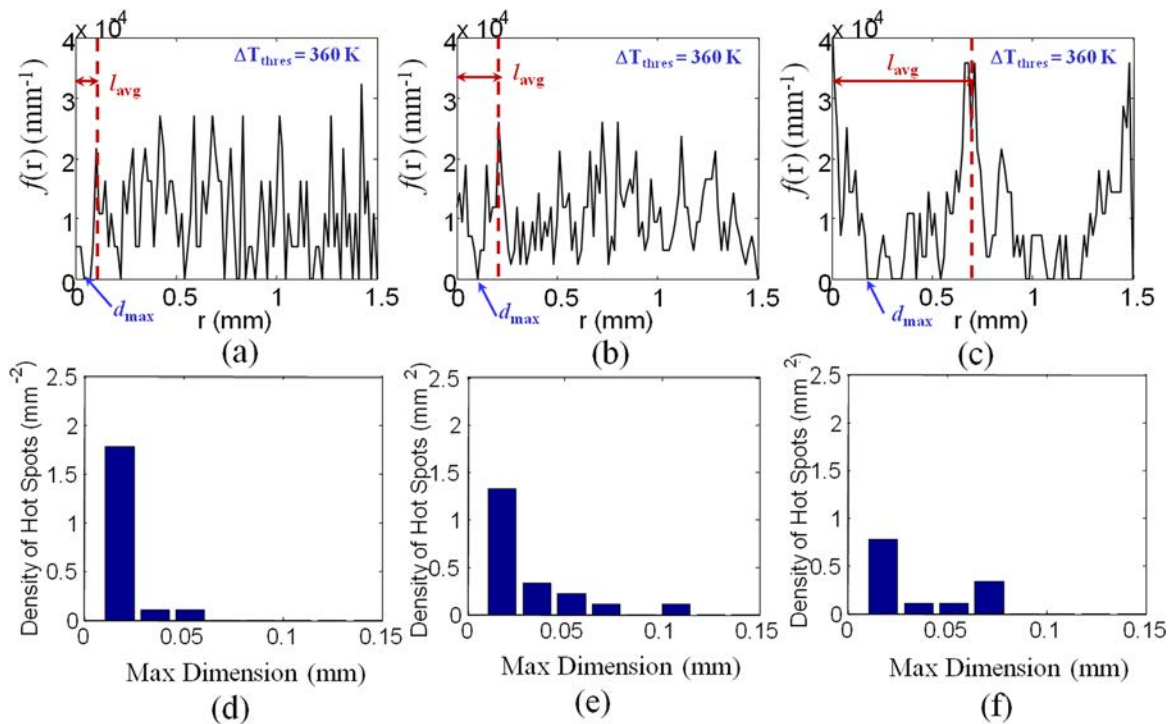 4 × 10⁻⁴
ΔT_thres = 360 K
l_avg
3
2
1
0
f(r) (mm⁻¹)
0 0.5 1 1.5
d_max
r (mm)
(a)
4 × 10⁻⁴
ΔT_thres = 360 K
l_avg
3
2
1
0
f(r) (mm⁻¹)
0 0.5 1 1.5
d_max
r (mm)
(b)
4 × 10⁻⁴
ΔT_thres = 360 K
l_avg
3
2
1
0
f(r) (mm⁻¹)
0 0.5 1 1.5
d_max
r (mm)
(c)
2.5
2
1.5
1
0.5
0
Density of Hot Spots (mm⁻²)
0 0.05 0.1 0.15
Max Dimension (mm)
(d)
2.5
2
1.5
1
0.5
0
Density of Hot Spots (mm²)
0 0.05 0.1 0.15
Max Dimension (mm)
(e)
2.5
2
1.5
1
0.5
0
Density of Hot Spots (mm²)
0 0.05 0.1 0.15
Max Dimension (mm)
(f)